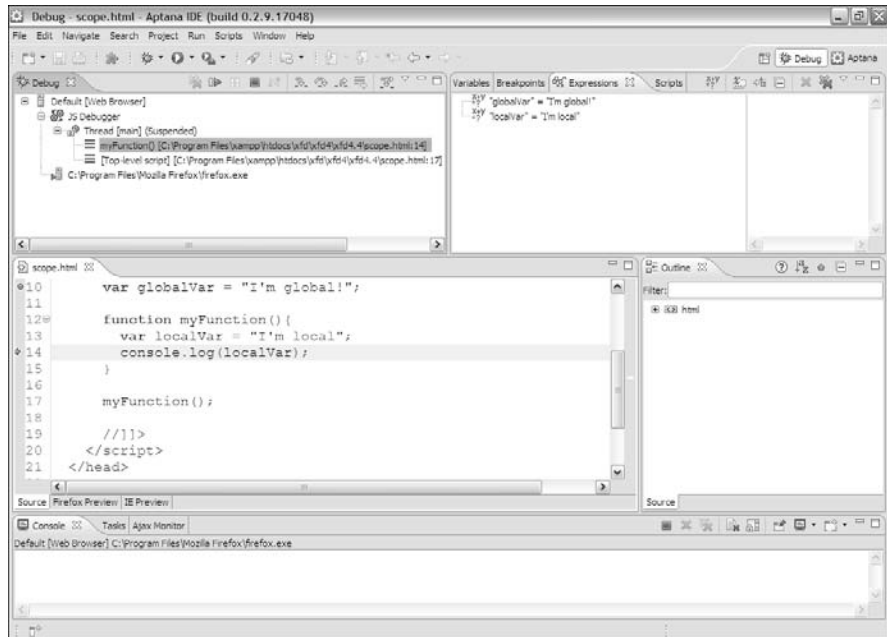 Debug - scope.html - Aptana IDE (build 0.2.9.17048)
File Edit Navigate Search Project Run Scripts Window Help
Debug Aptana
Debug
Default [Web Browser]
JS Debugger
Thread [main] (Suspended)
myFunction() [C:\Program Files\xampp\htdocs\xfd\xfd4\xfd4.4\scope.html:14]
[Top-level script] [C:\Program Files\xampp\htdocs\xfd\xfd4\xfd4.4\scope.html:17]
C:\Program Files\Mozilla Firefox\firefox.exe
Variables Breakpoints Expressions Scripts
"globalVar" = "I'm global!"
"localVar" = "I'm local"
scope.html
10 var globalVar = "I'm global!";
11
12 function myFunction(){
13 var localVar = "I'm local";
14 console.log(localVar);
15 }
16
17 myFunction();
18
19 //]]>
20 </script>
21 </head>
Source Firefox Preview IE Preview
Outline
Filter:
html
Source
Console Tasks Ajax Monitor
Default [Web Browser] C:\Program Files\Mozilla Firefox\firefox.exe